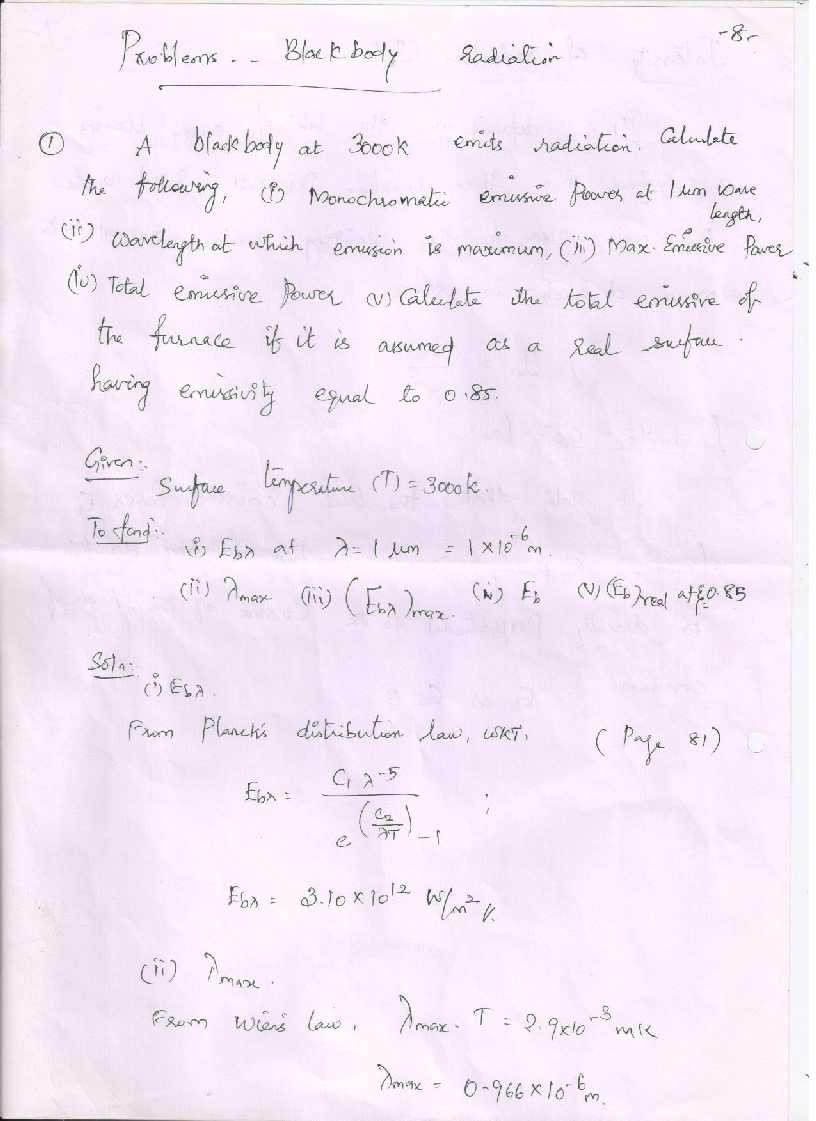 -8-
Problems - - Blackbody radiation
① A blackbody at 3000K emits radiation. Calculate
the following, (i) Monochromatic emissive Power at 1 μm wave
length,
(ii) Wavelength at which emission is maximum, (iii) Max. Emissive Power
(iv) Total emissive Power (v) Calculate the total emissive of
the furnace if it is assumed as a real surface.
having emissivity equal to 0.85.
Given:-
Surface temperature (T) = 3000K
To find:-
(i) Ebλ at λ = 1 μm = 1 × 10⁻⁶ m.
(ii) λmax (iii) (Ebλ)max. (iv) Eb (v) (Eb)real at ε=0.85
Soln:-
(i) Ebλ.
From Planck's distribution law, WKT, (Page 81)
Ebλ = C₁ λ⁻⁵ / e^(C₂/λT) - 1 ;
Ebλ = 3.10 × 10¹² W/m² K
(ii) λmax.
From Wien's law, λmax. T = 2.9×10⁻³ mK
λmax = 0.966 × 10⁻⁶ m.